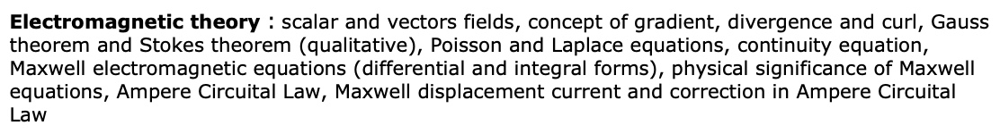 Electromagnetic theory : scalar and vectors fields, concept of gradient, divergence and curl, Gauss
theorem and Stokes theorem (qualitative), Poisson and Laplace equations, continuity equation,
Maxwell electromagnetic equations (differential and integral forms), physical significance of Maxwell
equations, Ampere Circuital Law, Maxwell displacement current and correction in Ampere Circuital
Law